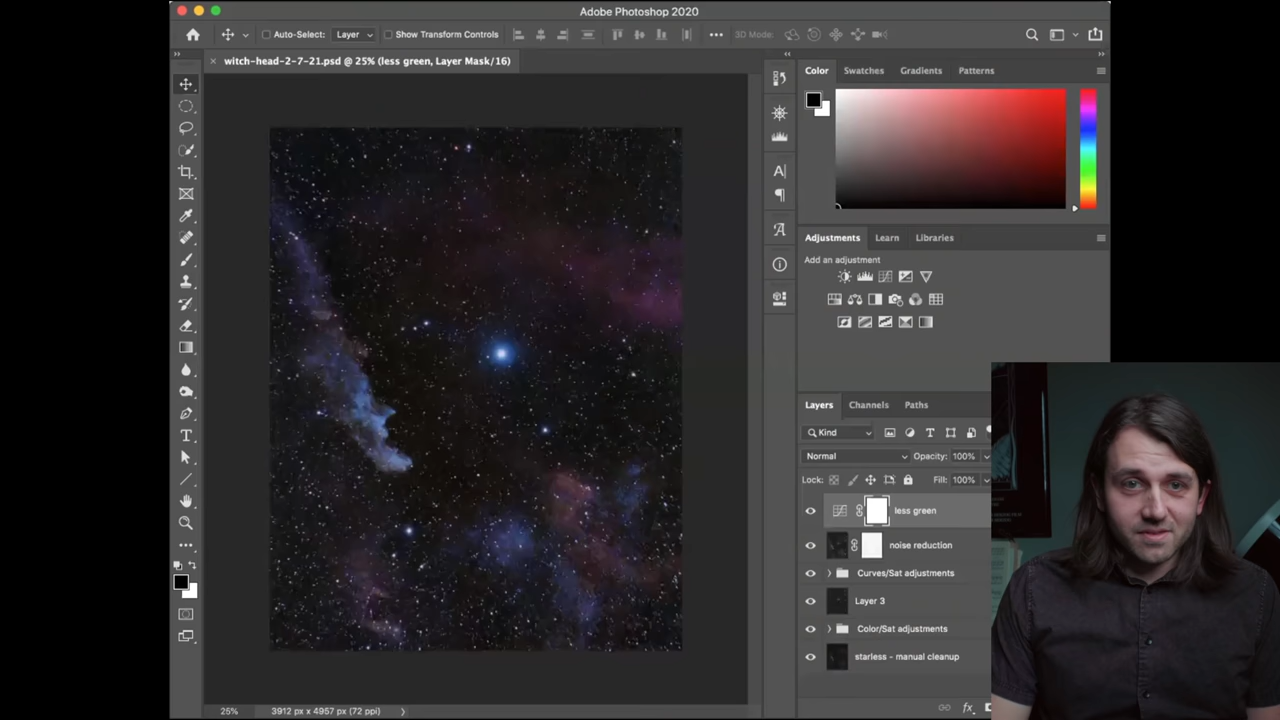 Adobe Photoshop 2020
Auto-Select: Layer Show Transform Controls 3D Mode:
witch-head-2-7-21.psd @ 25% (less green, Layer Mask/16)
Color Swatches Gradients Patterns
Adjustments Learn Libraries
Add an adjustment
Layers Channels Paths
Kind
Normal Opacity: 100%
Lock: Fill: 100%
less green
noise reduction
Curves/Sat adjustments
Layer 3
Color/Sat adjustments
starless - manual cleanup
25% 3912 px x 4957 px (72 ppi)
fx